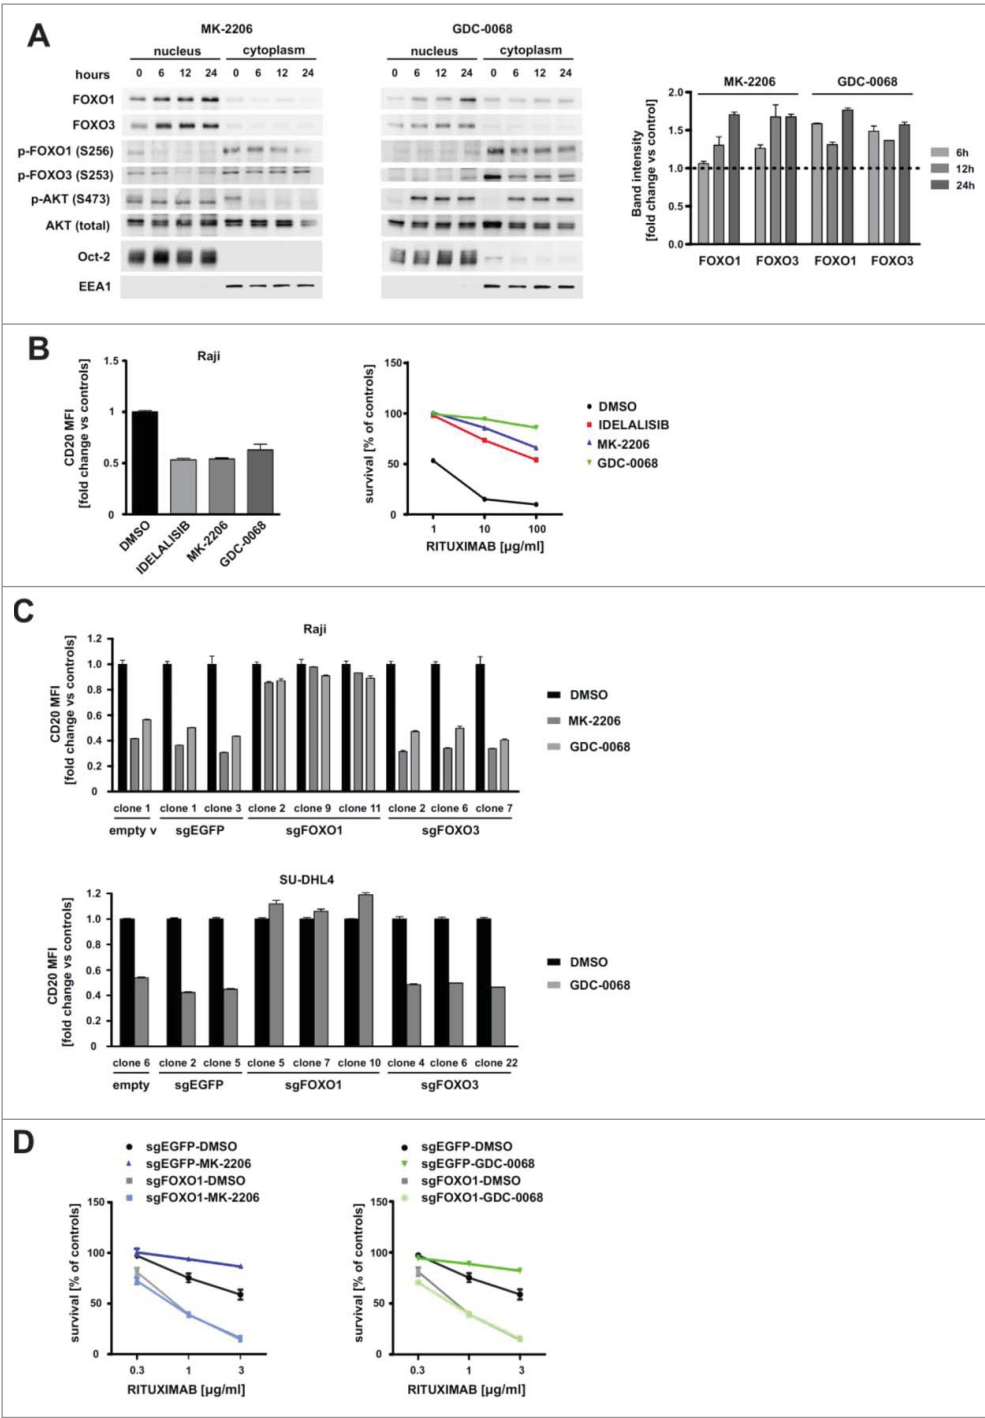 A
MK-2206
nucleus cytoplasm
hours 0 6 12 24 0 6 12 24
FOXO1
FOXO3
p-FOXO1 (S256)
p-FOXO3 (S253)
p-AKT (S473)
AKT (total)
Oct-2
EEA1
GDC-0068
nucleus cytoplasm
0 6 12 24 0 6 12 24
MK-2206 GDC-0068
Band intensity
[fold change vs control]
2.0
1.5
1.0
0.5
0.0
FOXO1 FOXO3 FOXO1 FOXO3
6h
12h
24h
B
Raji
CD20 MFI
[fold change vs controls]
1.5
1
0.5
0
DMSO
IDELALISIB
MK-2206
GDC-0068
survival [% of controls]
150
100
50
0
1 10 100
RITUXIMAB [µg/ml]
DMSO
IDELALISIB
MK-2206
GDC-0068
C
Raji
CD20 MFI
[fold change vs controls]
1.2
1.0
0.8
0.6
0.4
0.2
0
clone 1 clone 1 clone 3 clone 2 clone 9 clone 11 clone 2 clone 6 clone 7
empty v sgEGFP sgFOXO1 sgFOXO3
DMSO
MK-2206
GDC-0068
SU-DHL4
CD20 MFI
[fold change vs controls]
1.2
1.0
0.8
0.6
0.4
0.2
0
clone 6 clone 2 clone 5 clone 5 clone 7 clone 10 clone 4 clone 6 clone 22
empty sgEGFP sgFOXO1 sgFOXO3
DMSO
GDC-0068
D
sgEGFP-DMSO
sgEGFP-MK-2206
sgFOXO1-DMSO
sgFOXO1-MK-2206
survival [% of controls]
150
100
50
0
0.3 1 3
RITUXIMAB [µg/ml]
sgEGFP-DMSO
sgEGFP-GDC-0068
sgFOXO1-DMSO
sgFOXO1-GDC-0068
survival [% of controls]
150
100
50
0
0.3 1 3
RITUXIMAB [µg/ml]